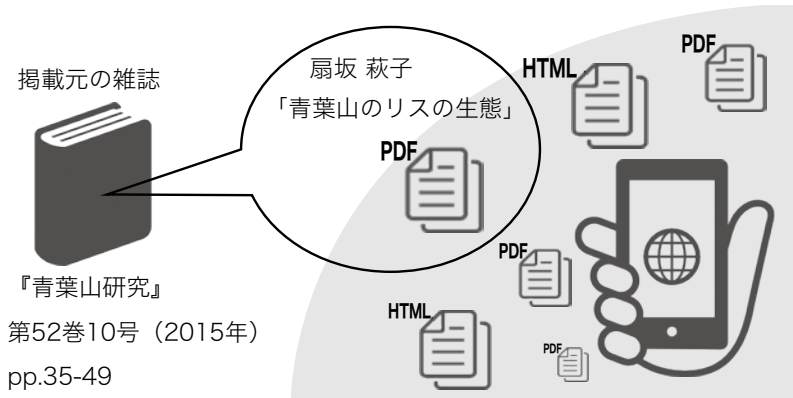 掲載元の雑誌
『青葉山研究』
第52巻10号（2015年）
pp.35-49
扇坂 萩子
「青葉山のリスの生態」
PDF
HTML
PDF
PDF
HTML
PDF